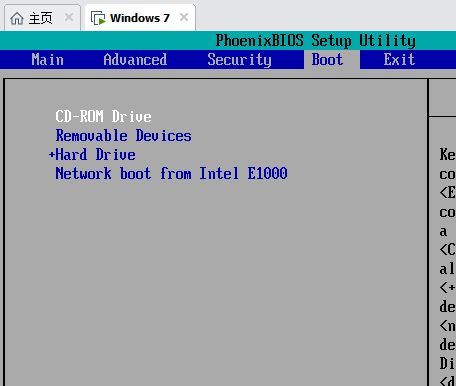 主页
Windows 7
PhoenixBIOS Setup Utility
Main Advanced Security Boot Exit
CD-ROM Drive
Removable Devices
+Hard Drive
Network boot from Intel E1000
Ke
co
<E
co
a
<C
al
<+
de
<n
de
Di
<d